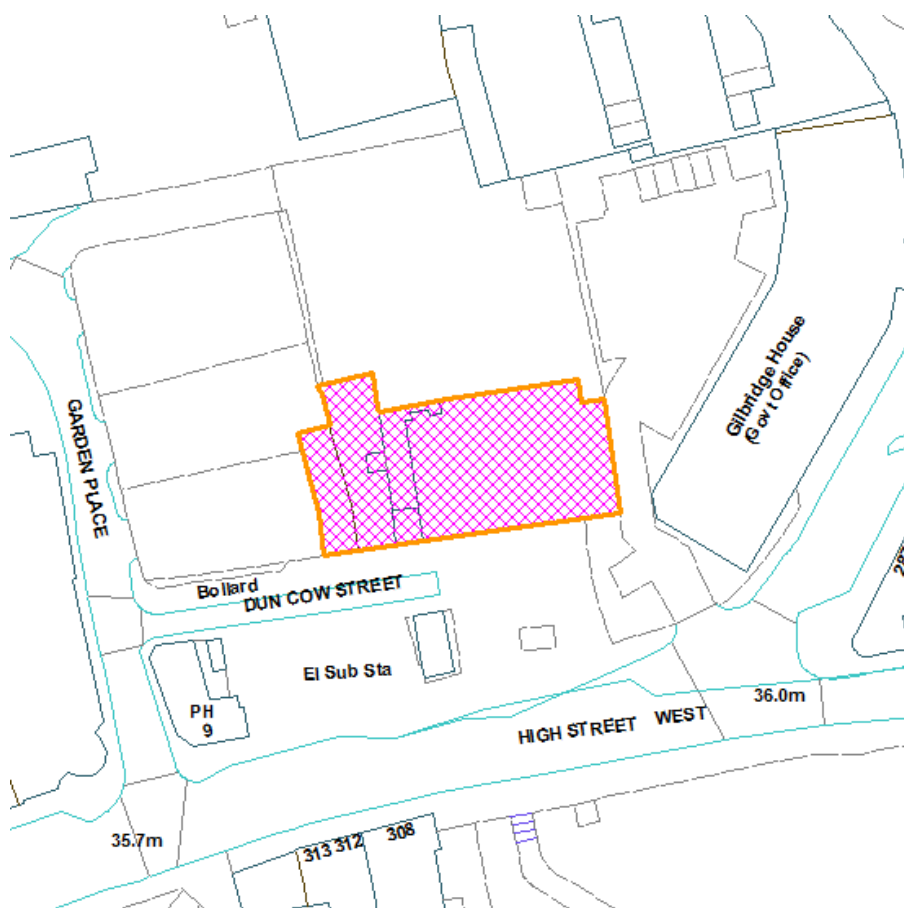 Gilbridge House
(Gov't Office)
GARDEN PLACE
Bollard
DUN COW STREET
El Sub Sta
PH
9
HIGH STREET WEST
36.0m
35.7m
313 312 308